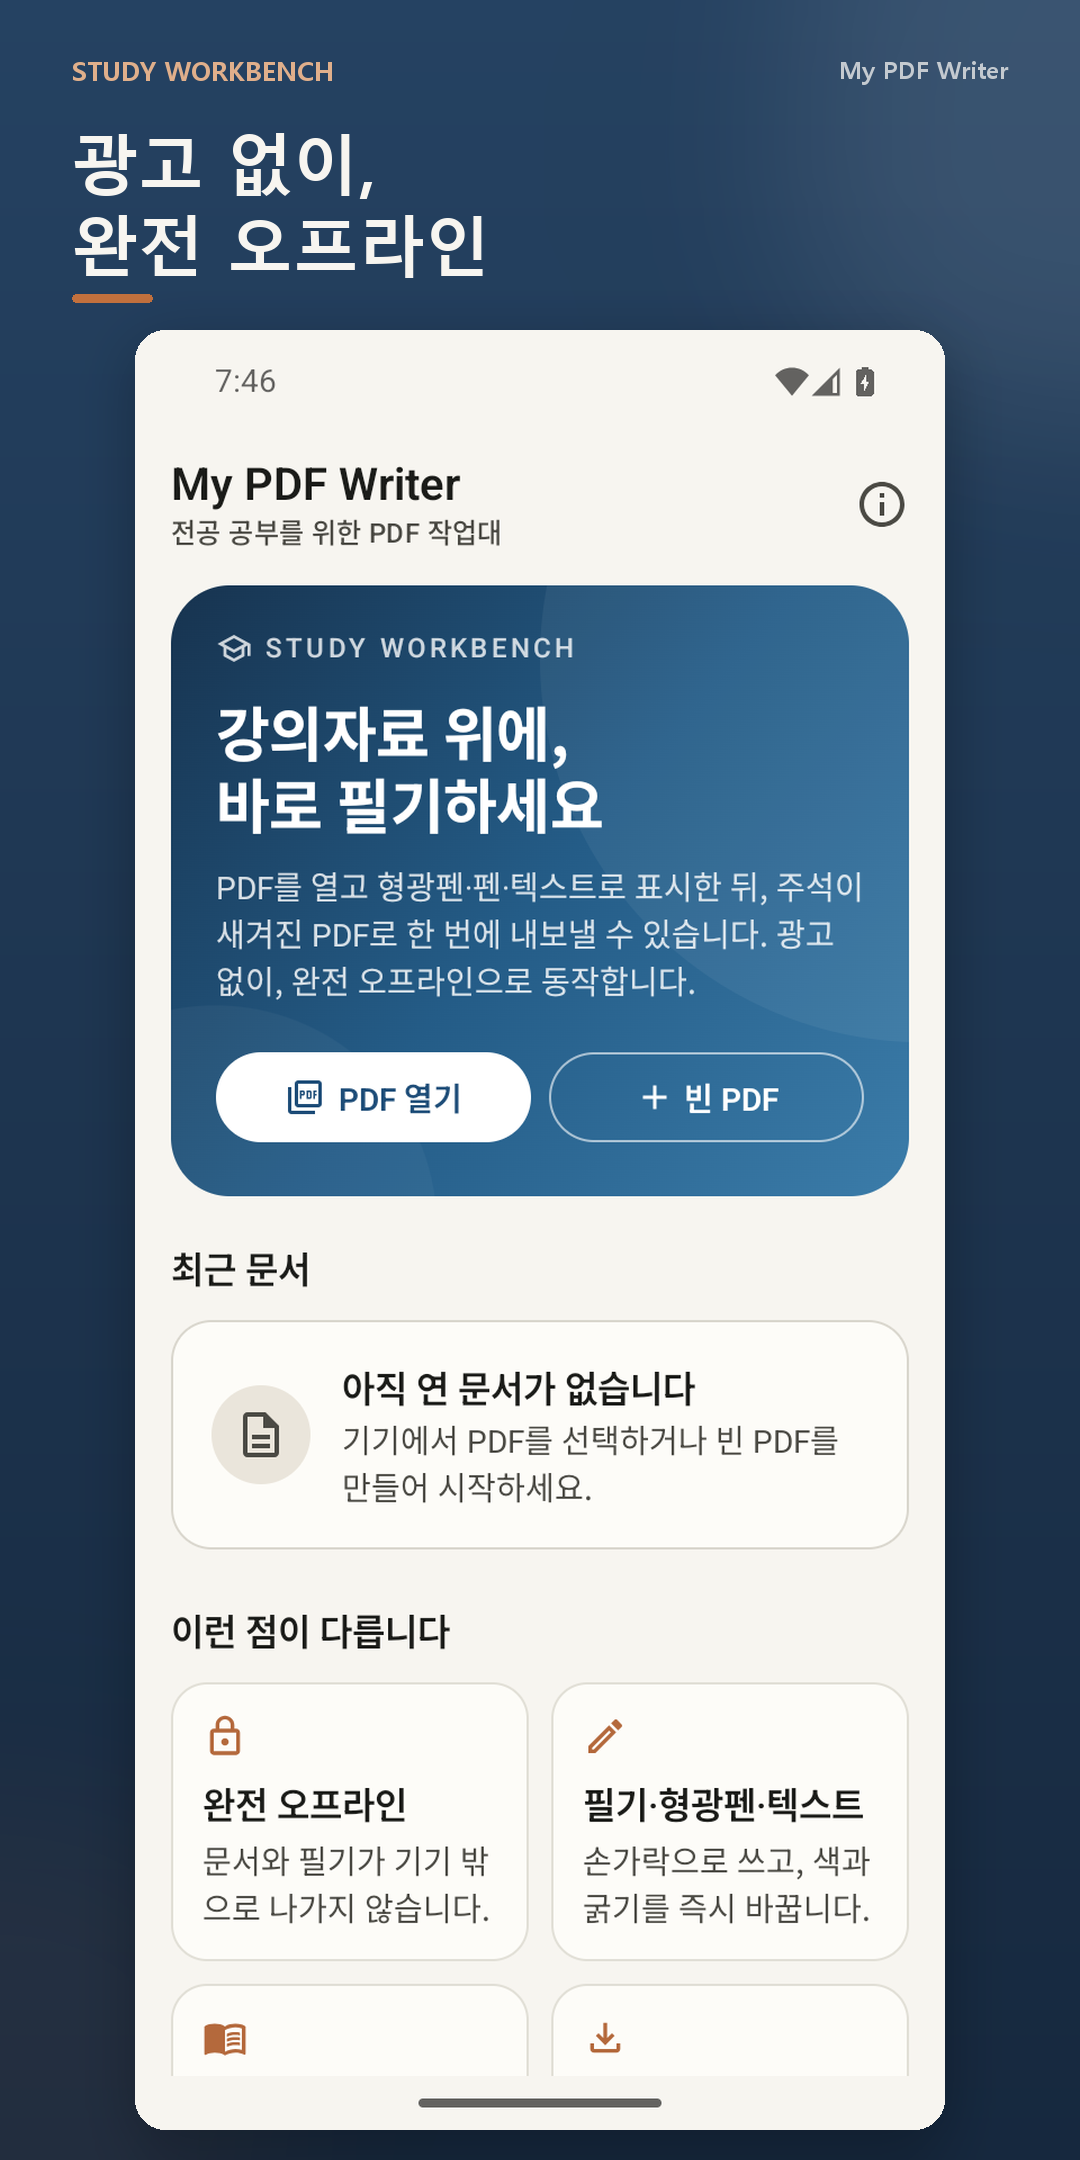 STUDY WORKBENCH
My PDF Writer
광고 없이,
완전 오프라인
7:46
My PDF Writer
전공 공부를 위한 PDF 작업대
STUDY WORKBENCH
강의자료 위에,
바로 필기하세요
PDF를 열고 형광펜·펜·텍스트로 표시한 뒤, 주석이
새겨진 PDF로 한 번에 내보낼 수 있습니다. 광고
없이, 완전 오프라인으로 동작합니다.
PDF 열기
빈 PDF
최근 문서
아직 연 문서가 없습니다
기기에서 PDF를 선택하거나 빈 PDF를
만들어 시작하세요.
이런 점이 다릅니다
완전 오프라인
문서와 필기가 기기 밖
으로 나가지 않습니다.
필기·형광펜·텍스트
손가락으로 쓰고, 색과
굵기를 즉시 바꿉니다.